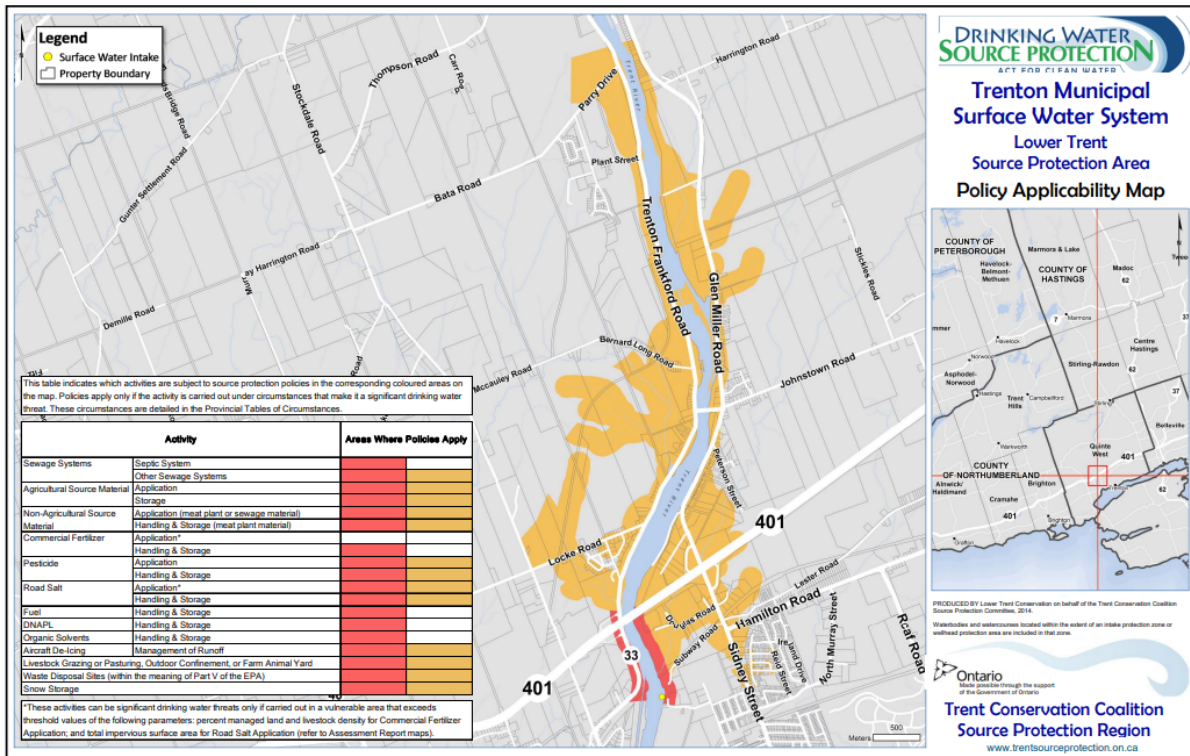 Legend
Surface Water Intake
Property Boundary
Thompson Road
Carr Road
Stockdale Road
Bridge Road
Gunter Settlement Road
Parry Drive
Harrington Road
Trent River
Plant Street
Bata Road
Murray Harrington Road
Demille Road
Trenton Frankford Road
Glen Miller Road
Stickles Road
Bernard Long Road
Mccauley Road
Johnstown Road
Trent River
Peterson Street
401
Locke Road
Lester Road
Hamilton Road
Douglas Road
Subway Road
Sidney Street
Ireland Drive
Reid Street
North Murray Street
Rcaf Road
33
401
500
Meters
This table indicates which activities are subject to source protection policies in the corresponding coloured areas on
the map. Policies apply only if the activity is carried out under circumstances that make it a significant drinking water
threat. These circumstances are detailed in the Provincial Tables of Circumstances.
Activity Areas Where Policies Apply
Sewage Systems Septic System
Other Sewage Systems
Agricultural Source Material Application
Storage
Non-Agricultural Source Application (meat plant or sewage material)
Material Handling & Storage (meat plant material)
Commercial Fertilizer Application*
Handling & Storage
Pesticide Application
Handling & Storage
Road Salt Application*
Handling & Storage
Fuel Handling & Storage
DNAPL Handling & Storage
Organic Solvents Handling & Storage
Aircraft De-Icing Management of Runoff
Livestock Grazing or Pasturing, Outdoor Confinement, or Farm Animal Yard
Waste Disposal Sites (within the meaning of Part V of the EPA)
Snow Storage
*These activities can be significant drinking water threats only if carried out in a vulnerable area that exceeds
threshold values of the following parameters: percent managed land and livestock density for Commercial Fertilizer
Application; and total impervious surface area for Road Salt Application (refer to Assessment Report maps).
DRINKING WATER
SOURCE PROTECTION
ACT FOR CLEAN WATER
Trenton Municipal
Surface Water System
Lower Trent
Source Protection Area
Policy Applicability Map
COUNTY OF
PETERBOROUGH
Marmora & Lake
Havelock-
Belmont-
Methuen
COUNTY OF
HASTINGS
Madoc
62
Twee
7
Marmora
37
mmer
Havelock
Norwood
Centre
Hastings
Stirling-Rawdon
62
Asphodel-
Norwood
Hastings
Trent
Hills
Campbellford
37
Stirling
Belleville
Warkworth
Quinte
West
401
COUNTY
OF NORTHUMBERLAND
Alnwick/
Haldimand
Brighton
Trenton
62
Cramahe
401
Brighton
Grafton
PRODUCED BY Lower Trent Conservation on behalf of the Trent Conservation Coalition
Source Protection Committee, 2014.
Waterbodies and watercourses located within the extent of an intake protection zone or
wellhead protection area are included in that zone.
Ontario
Made possible through the support
of the Government of Ontario
Trent Conservation Coalition
Source Protection Region
www.trentsourceprotection.on.ca